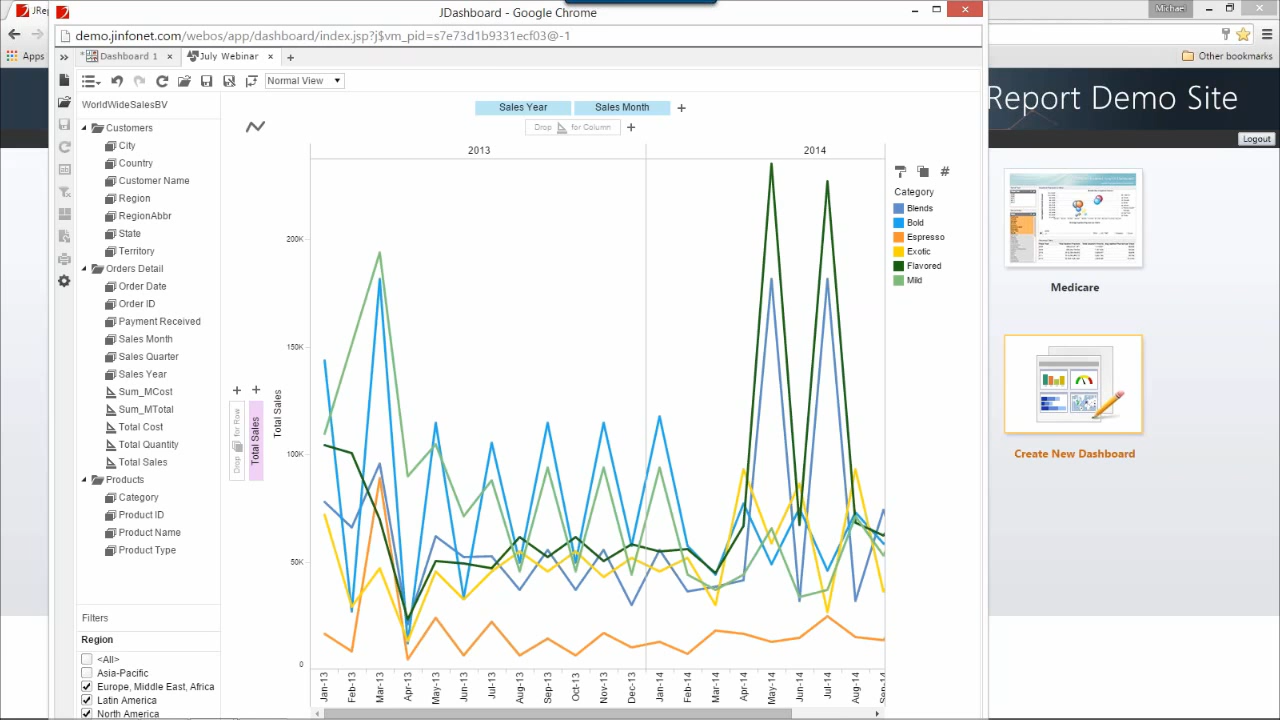 JRe
JDashboard - Google Chrome
Michael
demo.jinfonet.com/webos/app/dashboard/index.jsp?j$vm_pid=s7e73d1b9331ecf03@-1
Apps
* Dashboard 1
July Webinar
Other bookmarks
Normal View
Report Demo Site
Logout
WorldWideSalesBV
Customers
City
Country
Customer Name
Region
RegionAbbr
State
Territory
Orders Detail
Order Date
Order ID
Payment Received
Sales Month
Sales Quarter
Sales Year
Sum_MCost
Sum_MTotal
Total Cost
Total Quantity
Total Sales
Products
Category
Product ID
Product Name
Product Type
Filters
Region
<All>
Asia-Pacific
Europe, Middle East, Africa
Latin America
North America
Sales Year
Sales Month
Drop for Column
Drop for Row
Total Sales
2013
2014
Total Sales
200K
150K
100K
50K
0
Jan-13
Feb-13
Mar-13
Apr-13
May-13
Jun-13
Jul-13
Aug-13
Sep-13
Oct-13
Nov-13
Dec-13
Jan-14
Feb-14
Mar-14
Apr-14
May-14
Jun-14
Jul-14
Aug-14
Category
Blends
Bold
Espresso
Exotic
Flavored
Mild
Medicare
Create New Dashboard